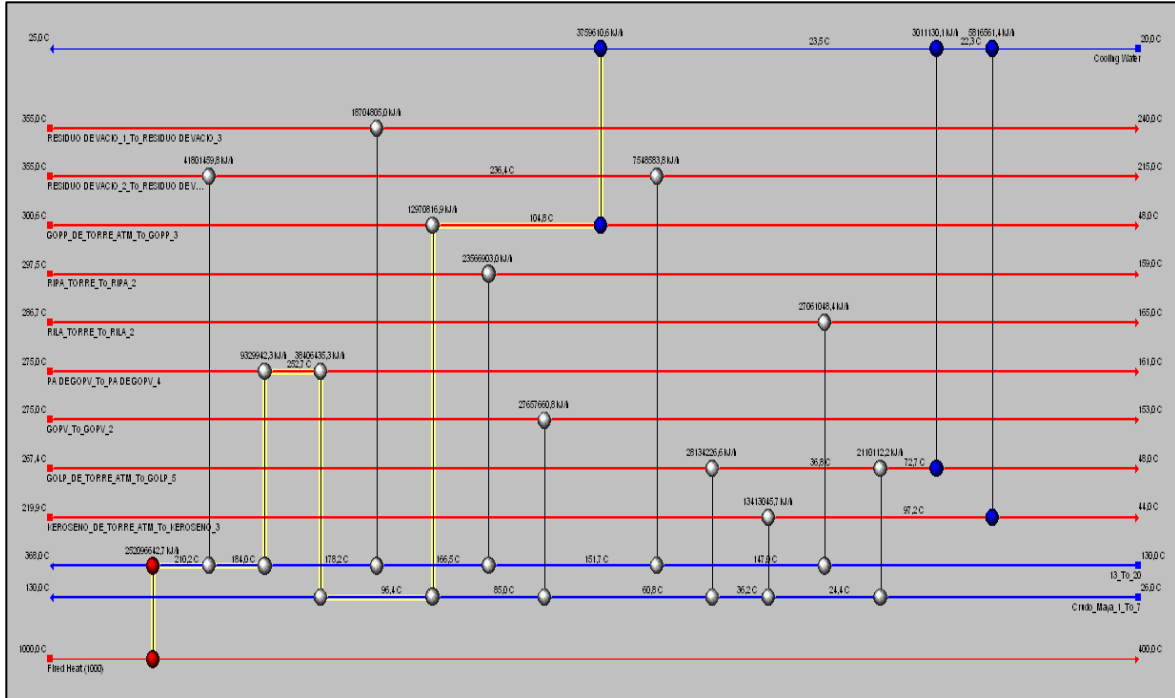 3759610,6 kJ/h 3011130,1 kJ/h 5816561,4 kJ/h
25,0 C 23,5 C 22,3 C 20,0 C
Cooling Water
18704805,0 kJ/h
355,0 C 240,0 C
RESIDUO DE VACIO_1_To_RESIDUO DE VACIO_3
41801459,8 kJ/h 7548583,8 kJ/h
355,0 C 236,4 C 215,0 C
RESIDUO DE VACIO_2_To_RESIDUO DE V...
12970816,9 kJ/h
300,6 C 104,8 C 48,0 C
GOPP_DE_TORRE_ATM_To_GOPP_3
23566903,0 kJ/h
297,5 C 159,0 C
RIPA_TORRE_To_RIPA_2
27061048,4 kJ/h
286,7 C 165,0 C
RILA_TORRE_To_RILA_2
9329942,3 kJ/h 38406435,3 kJ/h
275,0 C 252,7 C 161,0 C
PA DEGOPV_To_PA DEGOPV_4
27657660,8 kJ/h
275,0 C 153,0 C
GOPV_To_GOPV_2
28134226,6 kJ/h 2110112,2 kJ/h
267,4 C 36,8 C 72,7 C 48,0 C
GOLP_DE_TORRE_ATM_To_GOLP_5
13413045,7 kJ/h
219,9 C 97,2 C 44,0 C
KEROSENO_DE_TORRE_ATM_To_KEROSENO_3
252096642,7 kJ/h
368,0 C 210,2 C 184,0 C 178,2 C 166,5 C 151,7 C 147,9 C 130,0 C
13_To_20
130,0 C 96,4 C 85,0 C 60,8 C 36,2 C 24,4 C
Crudo_Maya_1_To_7
1000,0 C 400,0 C
Fired Heat (1000)